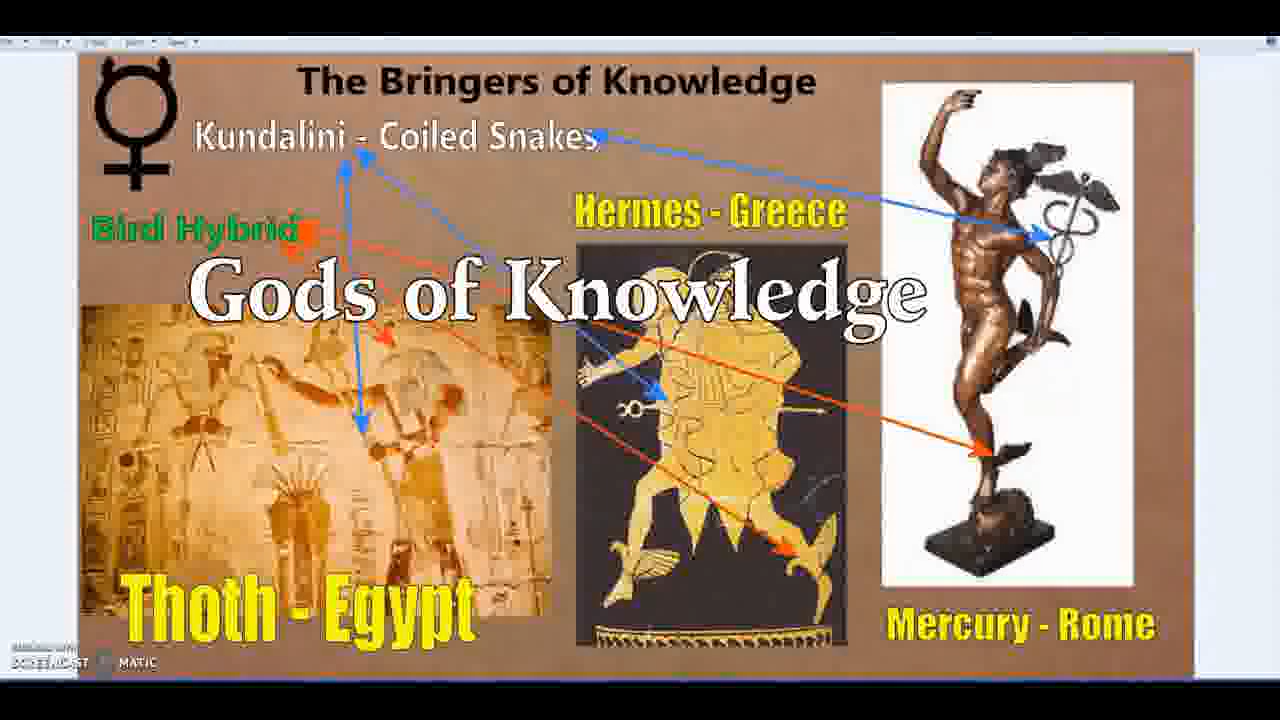 The Bringers of Knowledge
Kundalini - Coiled Snakes
Hermes - Greece
Bird Hybrid
Gods of Knowledge
Thoth - Egypt
Mercury - Rome